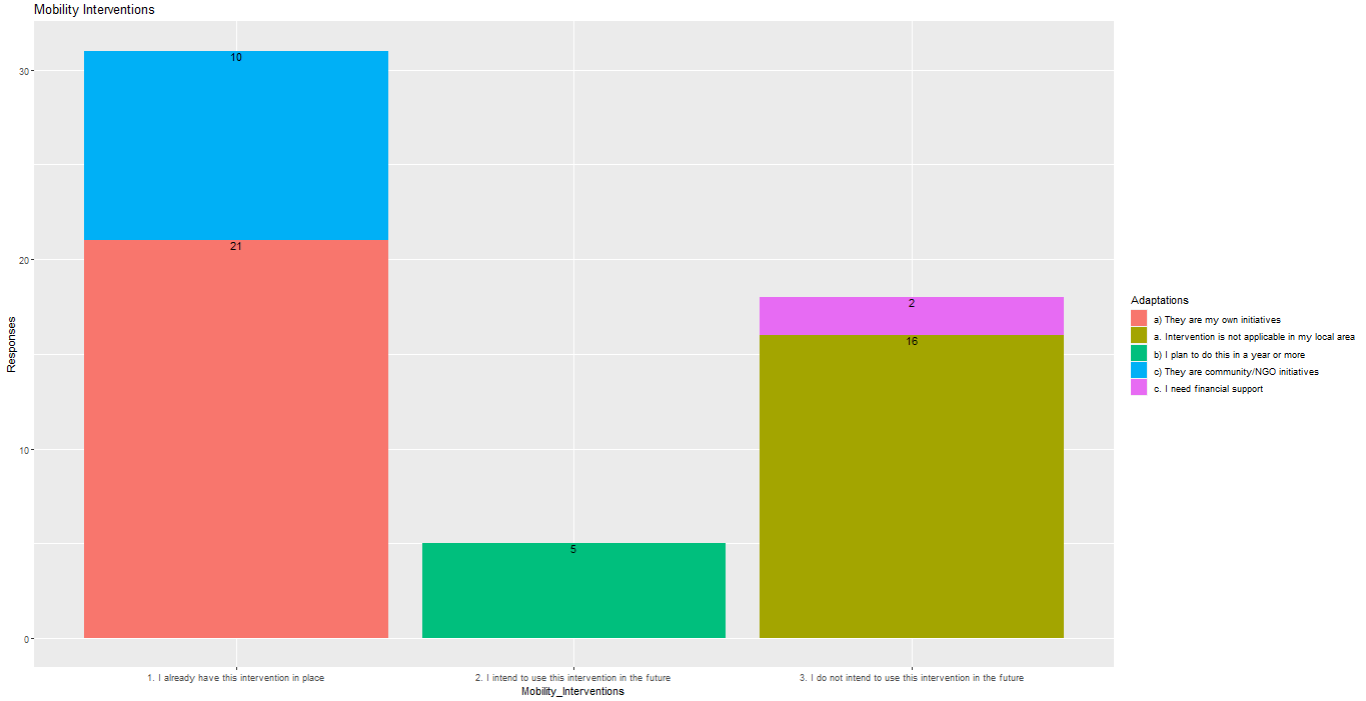 Mobility Interventions
Responses
30
20
10
0
10
21
5
2
16
1. I already have this intervention in place
2. I intend to use this intervention in the future
3. I do not intend to use this intervention in the future
Mobility_Interventions
Adaptations
a) They are my own initiatives
a. Intervention is not applicable in my local area
b) I plan to do this in a year or more
c) They are community/NGO initiatives
c. I need financial support